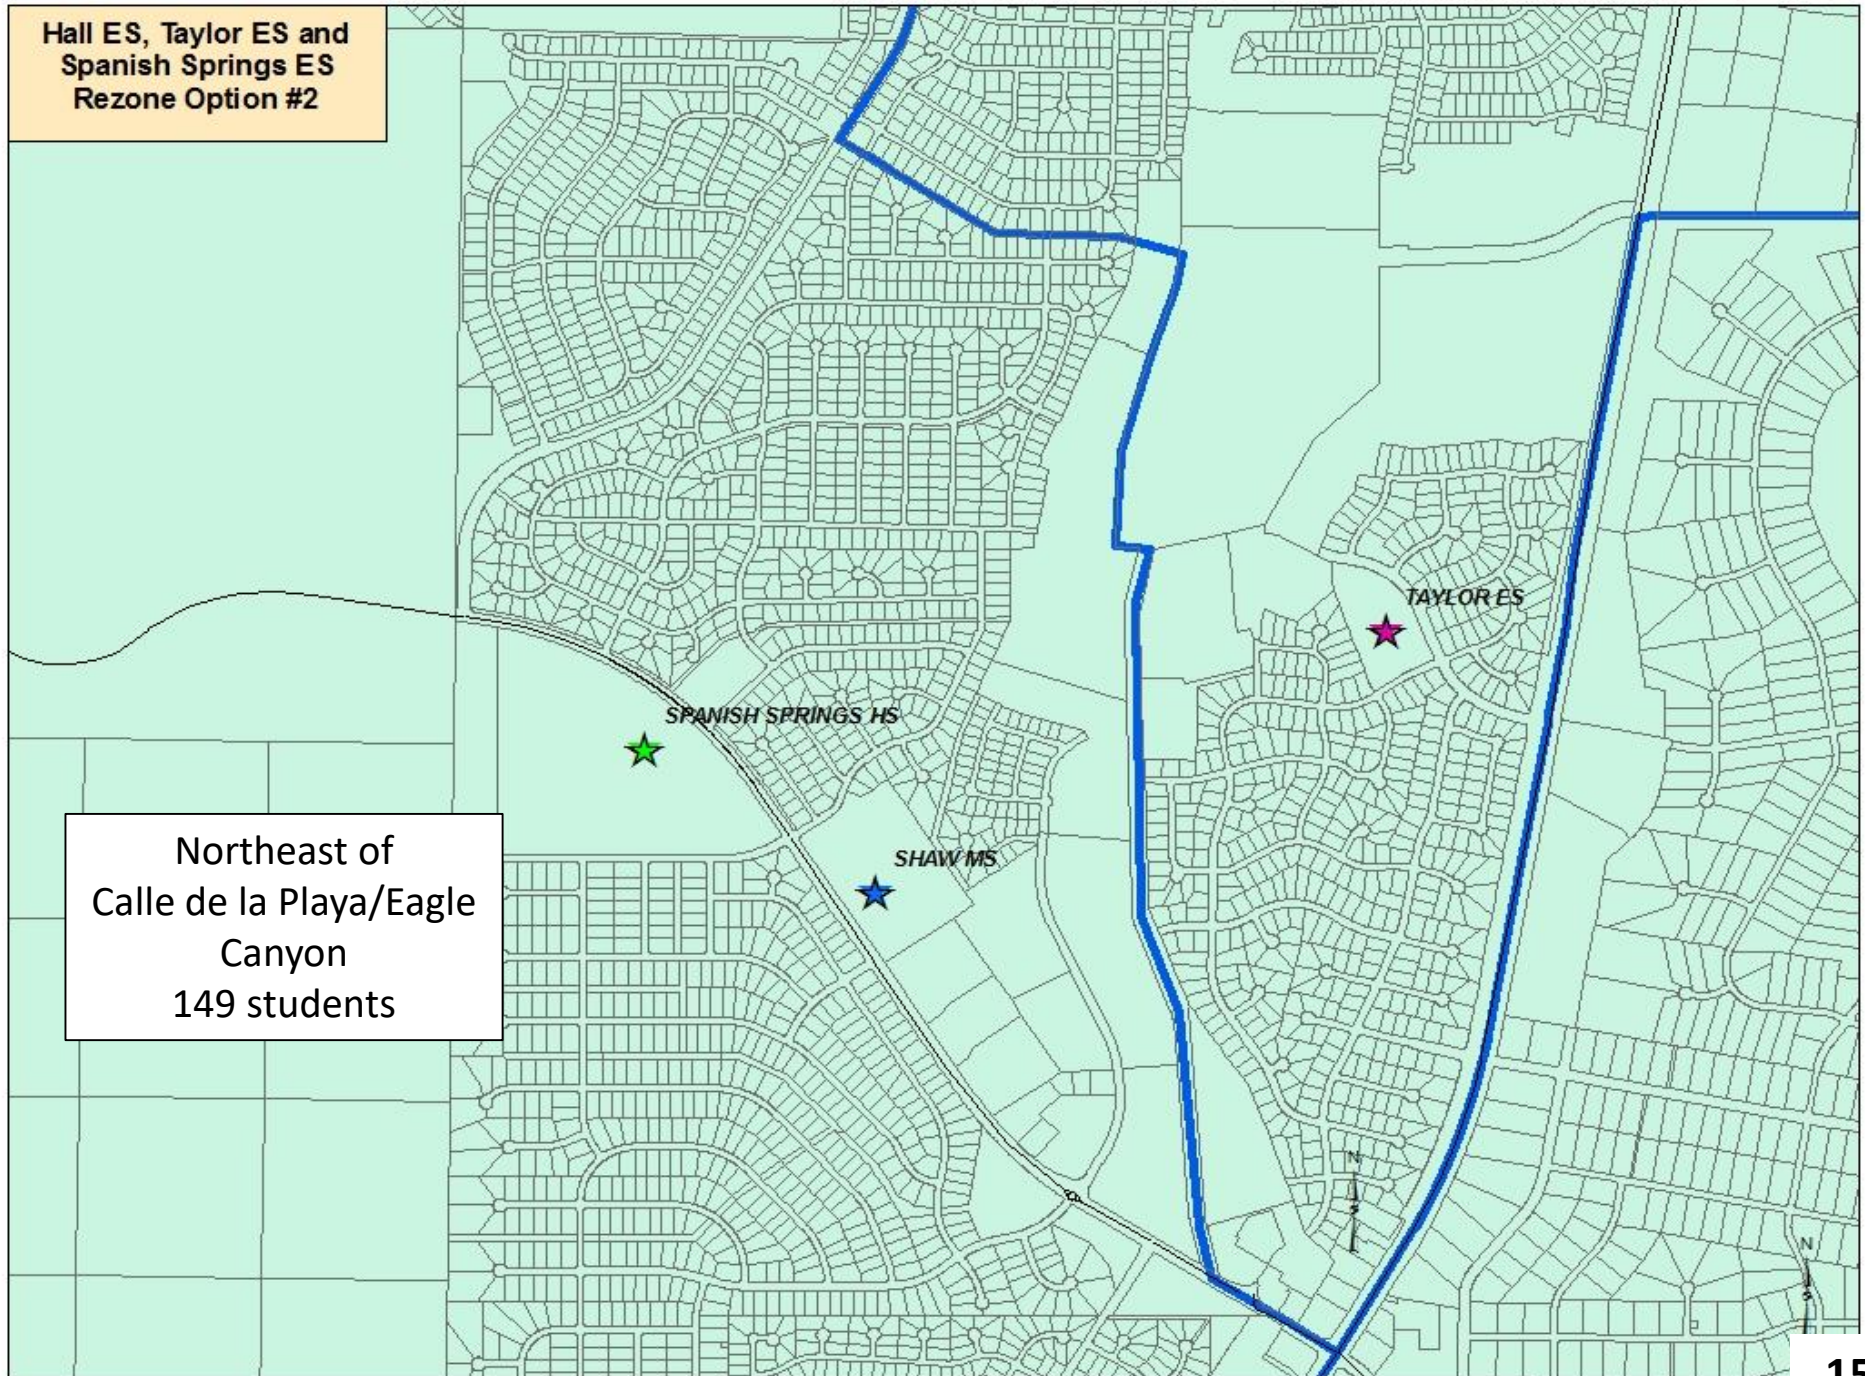 Hall ES, Taylor ES and
Spanish Springs ES
Rezone Option #2
TAYLOR ES
SPANISH SPRINGS HS
SHAW MS
Northeast of
Calle de la Playa/Eagle
Canyon
149 students
N
N
15